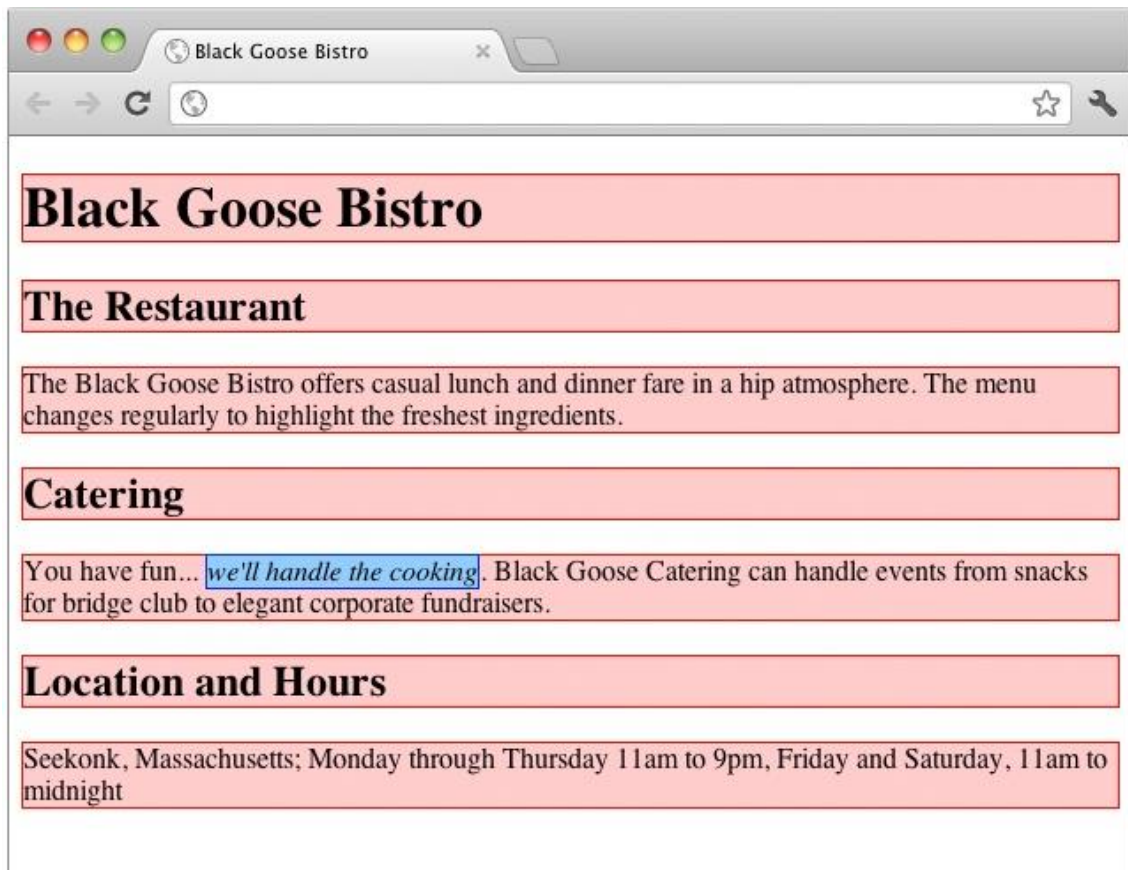 Black Goose Bistro
Black Goose Bistro
The Restaurant
The Black Goose Bistro offers casual lunch and dinner fare in a hip atmosphere. The menu
changes regularly to highlight the freshest ingredients.
Catering
You have fun... we'll handle the cooking. Black Goose Catering can handle events from snacks
for bridge club to elegant corporate fundraisers.
Location and Hours
Seekonk, Massachusetts; Monday through Thursday 11am to 9pm, Friday and Saturday, 11am to
midnight